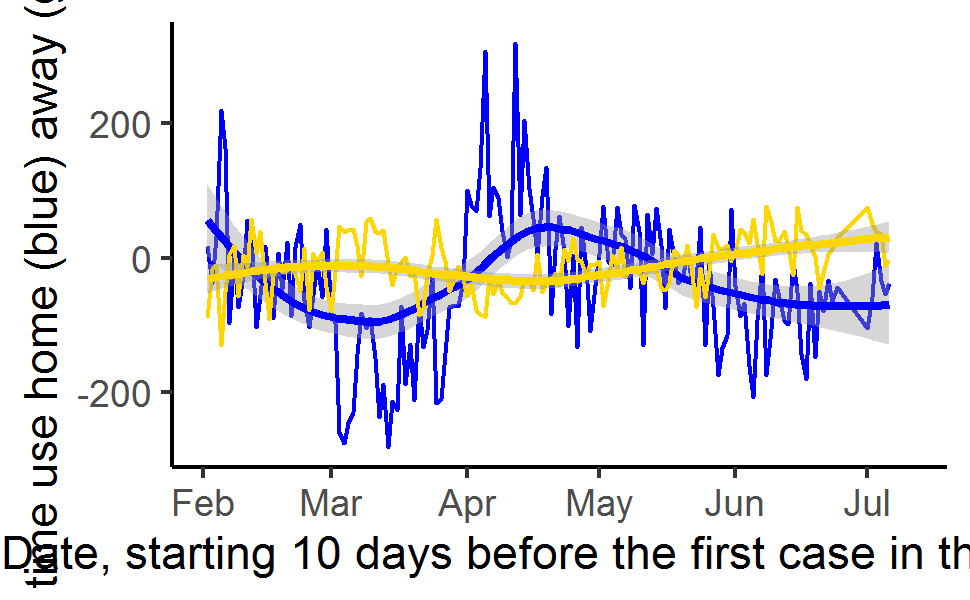 time use home (blue) away (
200
0
-200
Feb Mar Apr May Jun Jul
Date, starting 10 days before the first case in th